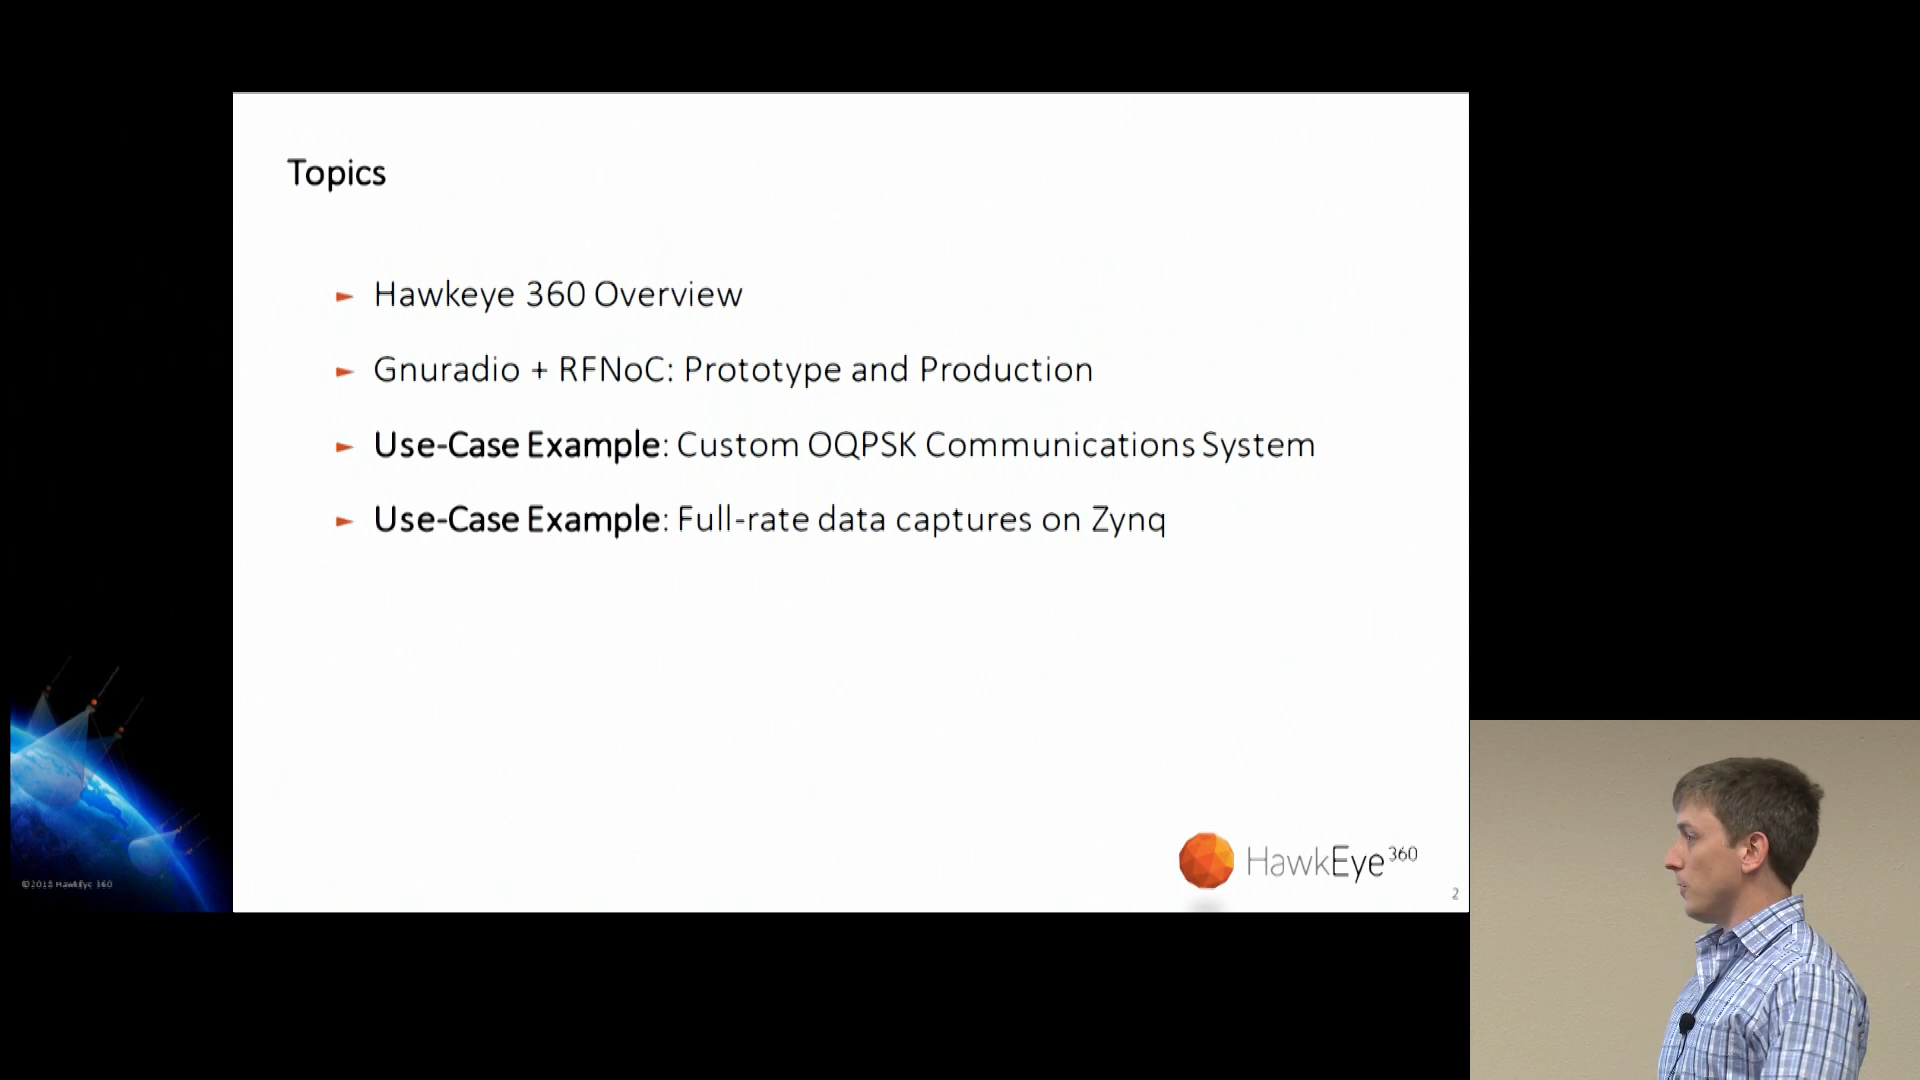 Topics
Hawkeye 360 Overview
Gnuradio + RFNoC: Prototype and Production
Use-Case Example: Custom OQPSK Communications System
Use-Case Example: Full-rate data captures on Zynq
HawkEye 360
2
HawkEye 360